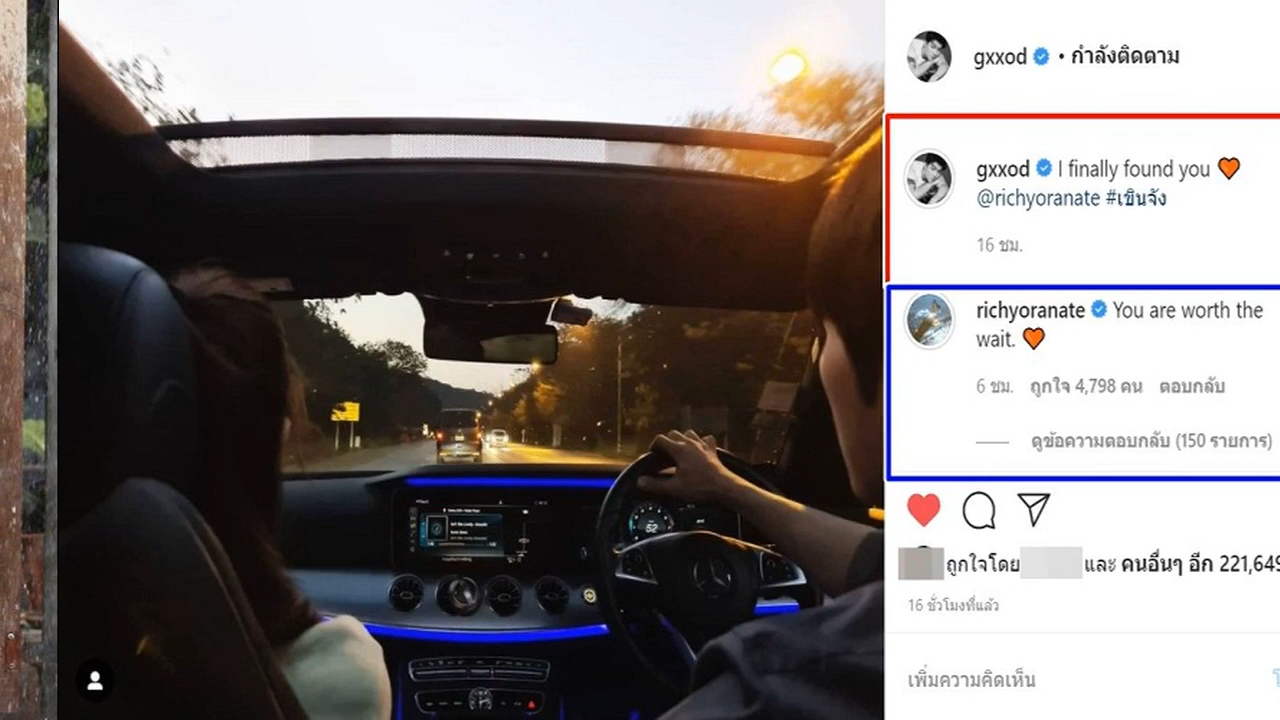 gxxod • กำลังติดตาม
gxxod I finally found you 🧡
@richyoranate #เขินจัง
16 ชม.
richyoranate You are worth the
wait. 🧡
6 ชม. ถูกใจ 4,798 คน ตอบกลับ
ดูข้อความตอบกลับ (150 รายการ)
ถูกใจโดย และ คนอื่นๆ อีก 221,649
16 ชั่วโมงที่แล้ว
เพิ่มความคิดเห็น
52